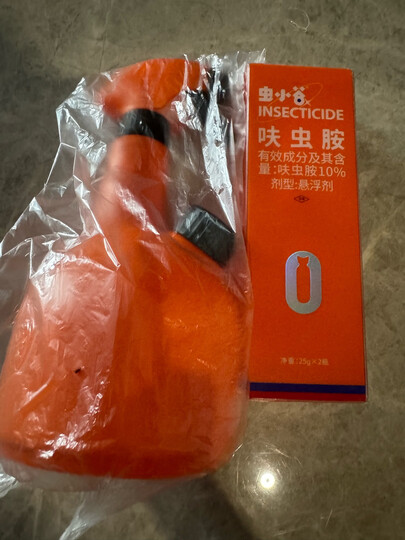 虫小谷
INSECTICIDE
呋虫胺
有效成分及其含
量:呋虫胺10%
剂型:悬浮剂
净含量:25g×2瓶